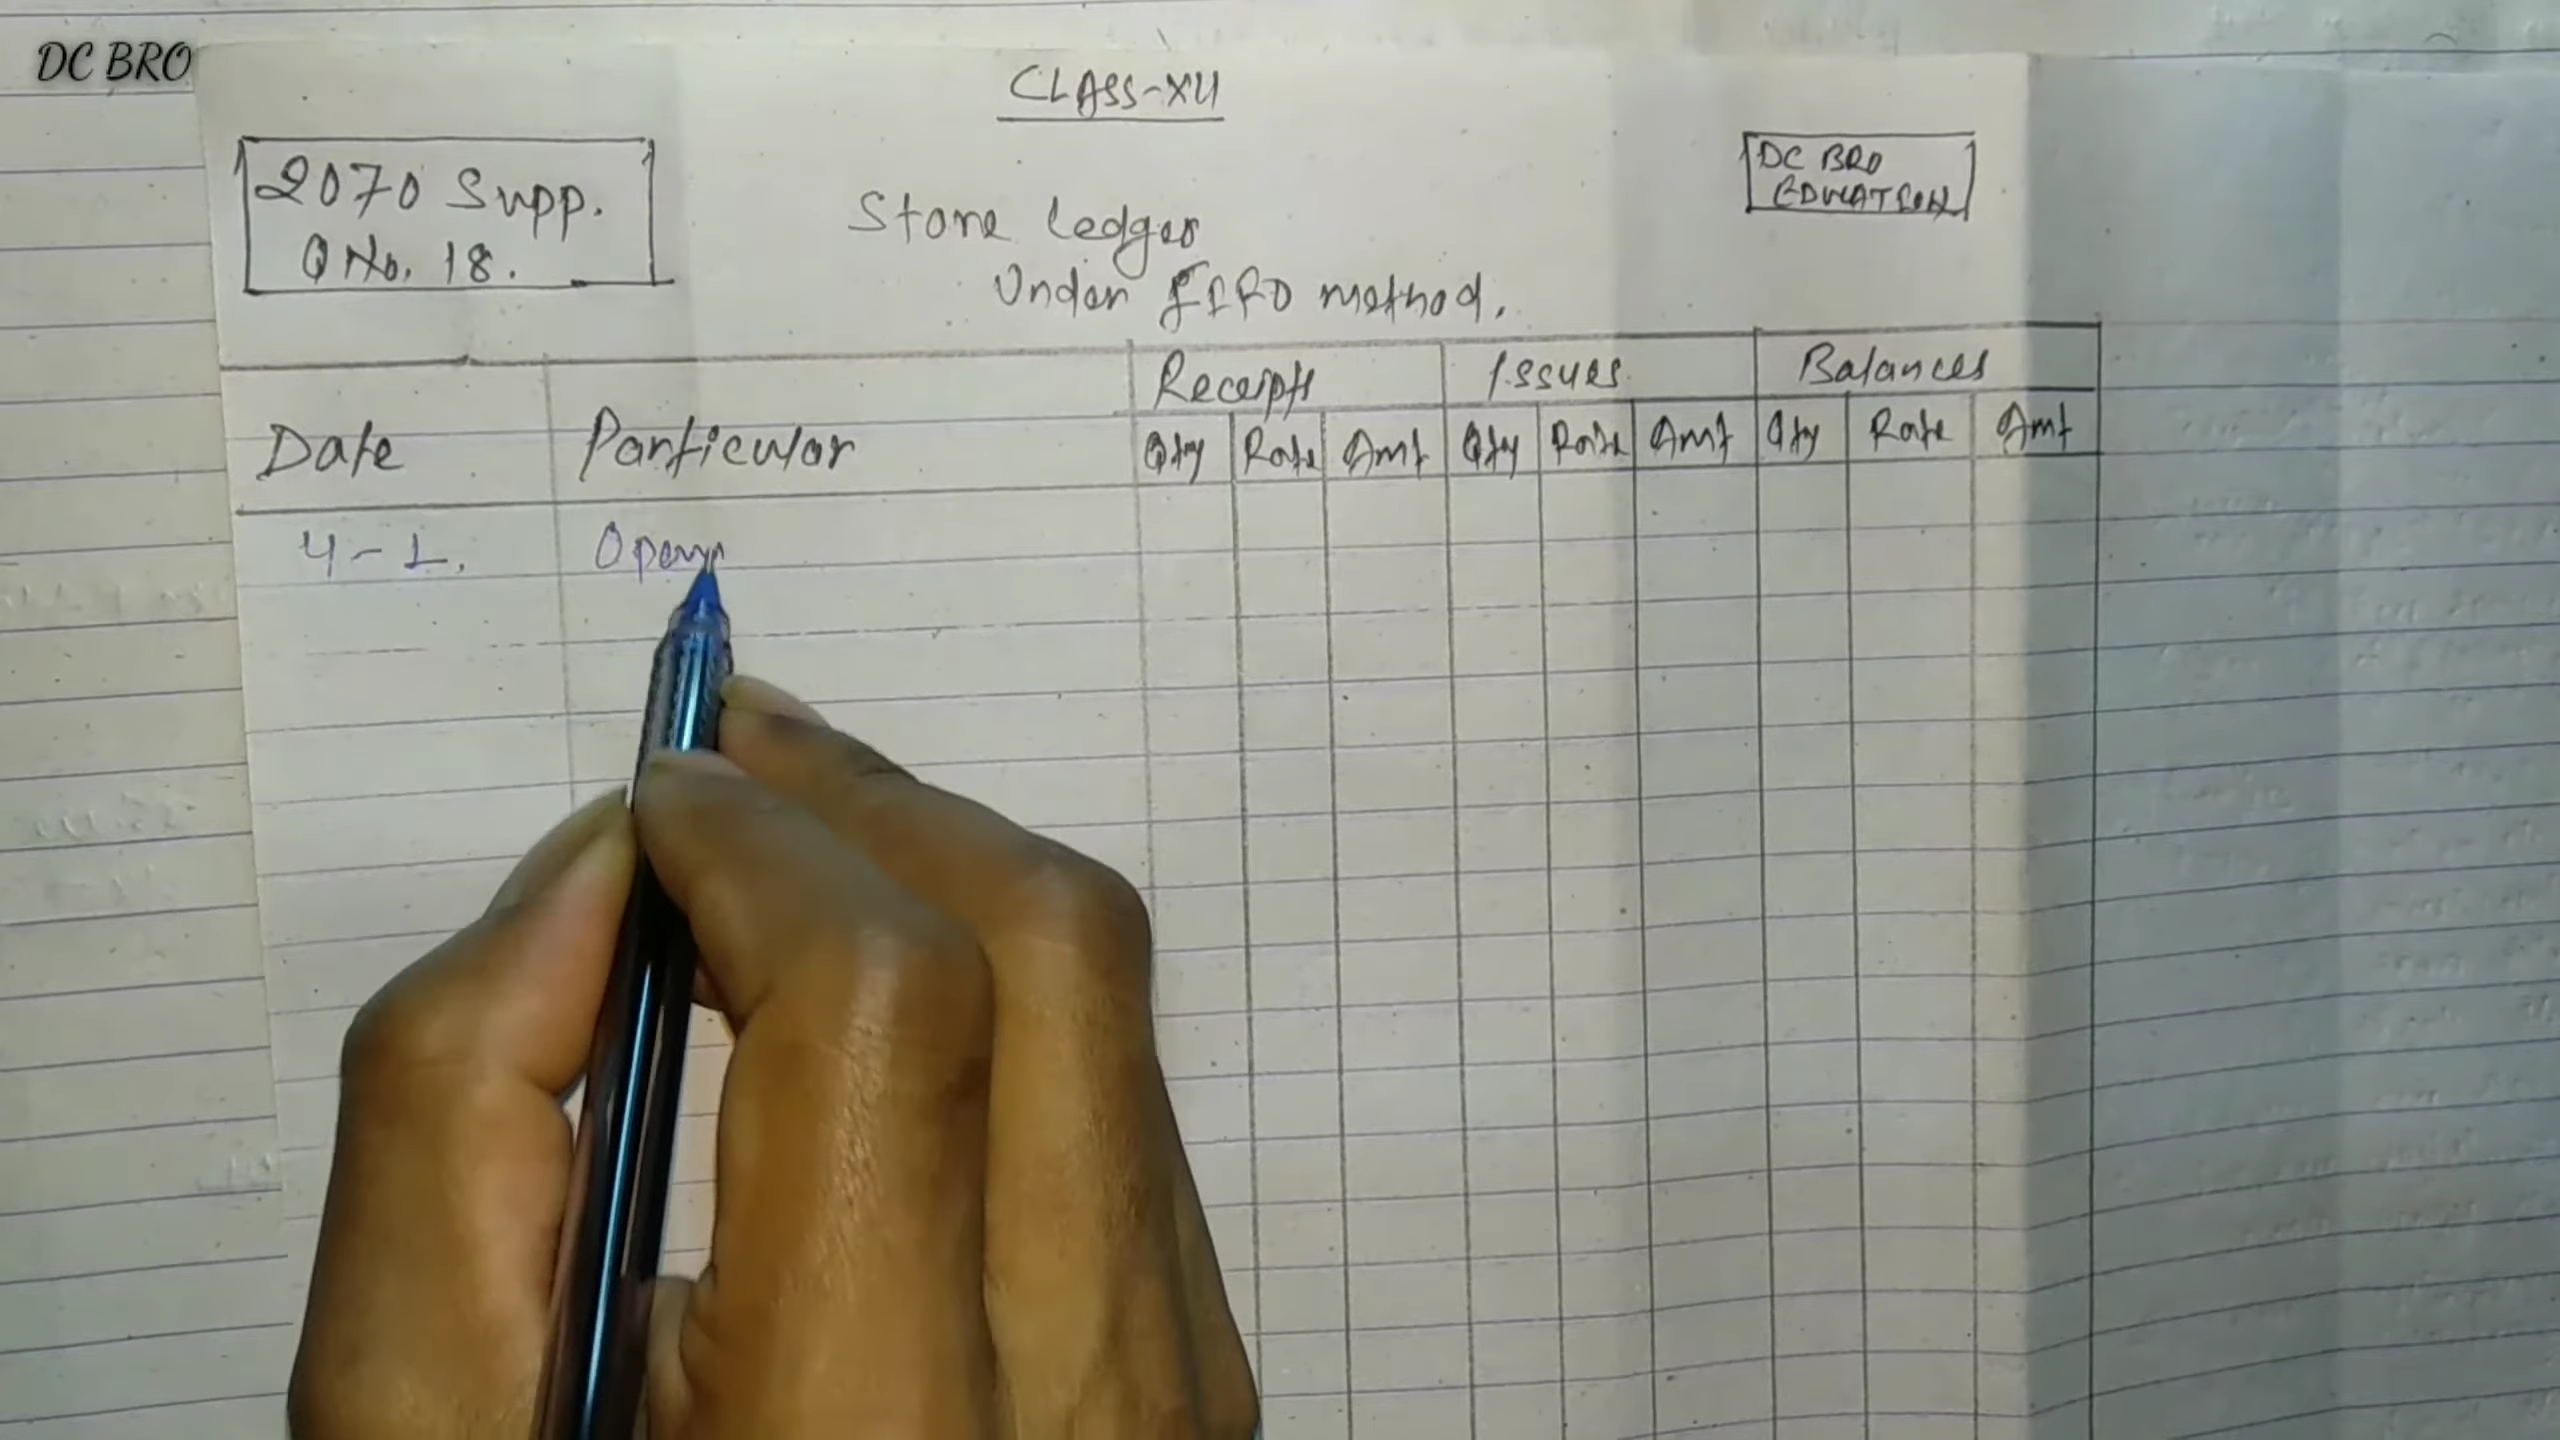 DC BRO
CLASS-XII
2070 Supp.
Q No. 18.
DC BRO
EDUCATION
Store Ledger
Under FIFO method.
Date Particular Receipts Issues Balances
Qty Rate Amt Qty Rate Amt Qty Rate Amt
4-1. Openin